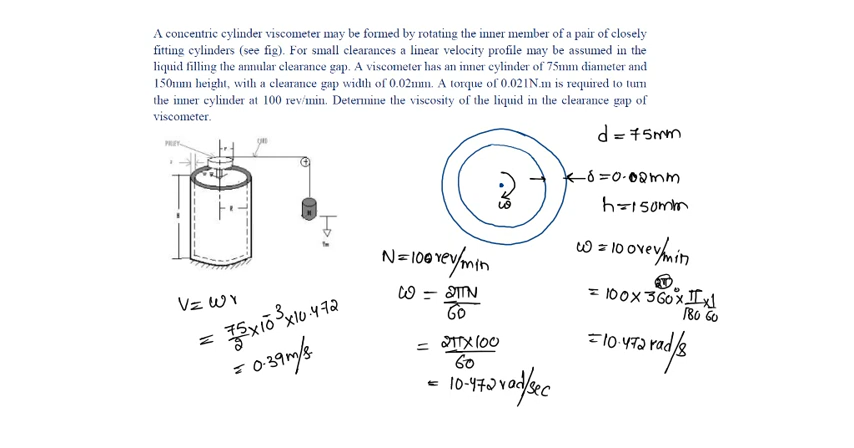 A concentric cylinder viscometer may be formed by rotating the inner member of a pair of closely
fitting cylinders (see fig). For small clearances a linear velocity profile may be assumed in the
liquid filling the annular clearance gap. A viscometer has an inner cylinder of 75mm diameter and
150mm height, with a clearance gap width of 0.02mm. A torque of 0.021N.m is required to turn
the inner cylinder at 100 rev/min. Determine the viscosity of the liquid in the clearance gap of
viscometer.
PULLEY
CORD
R
M
d = 75mm
δ = 0.02mm
h = 150mm
ω
N = 100 rev/min
ω = 2πN/60
= 2π×100/60
= 10.472 rad/sec
ω = 100 rev/min
2π
= 100 × 360° × π/180 × 1/60
= 10.472 rad/s
V = ωr
= 75/2 × 10⁻³ × 10.472
= 0.39 m/s